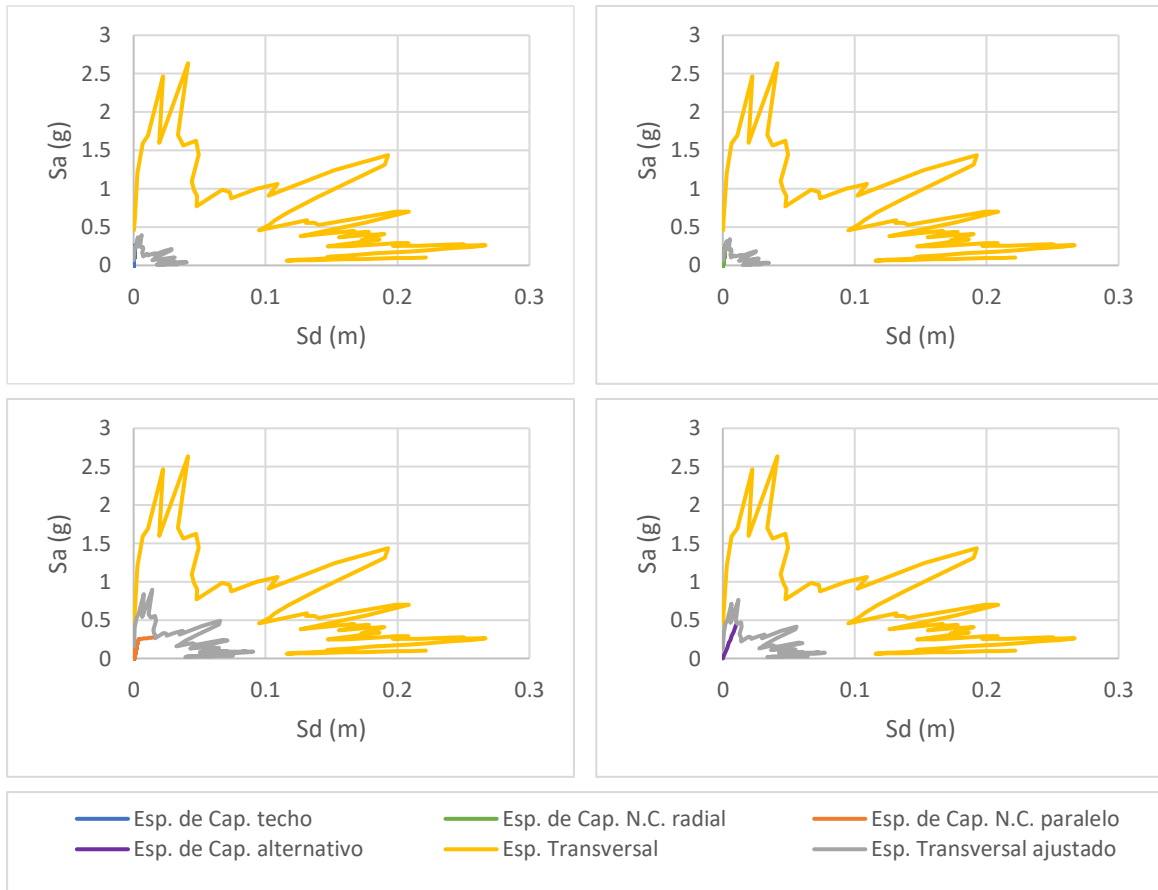 3
2.5
2
1.5
1
0.5
0
0 0.1 0.2 0.3
Sa (g)
Sd (m)
3
2.5
2
1.5
1
0.5
0
0 0.1 0.2 0.3
Sa (g)
Sd (m)
3
2.5
2
1.5
1
0.5
0
0 0.1 0.2 0.3
Sa (g)
Sd (m)
3
2.5
2
1.5
1
0.5
0
0 0.1 0.2 0.3
Sa (g)
Sd (m)
Esp. de Cap. techo Esp. de Cap. N.C. radial Esp. de Cap. N.C. paralelo
Esp. de Cap. alternativo Esp. Transversal Esp. Transversal ajustado